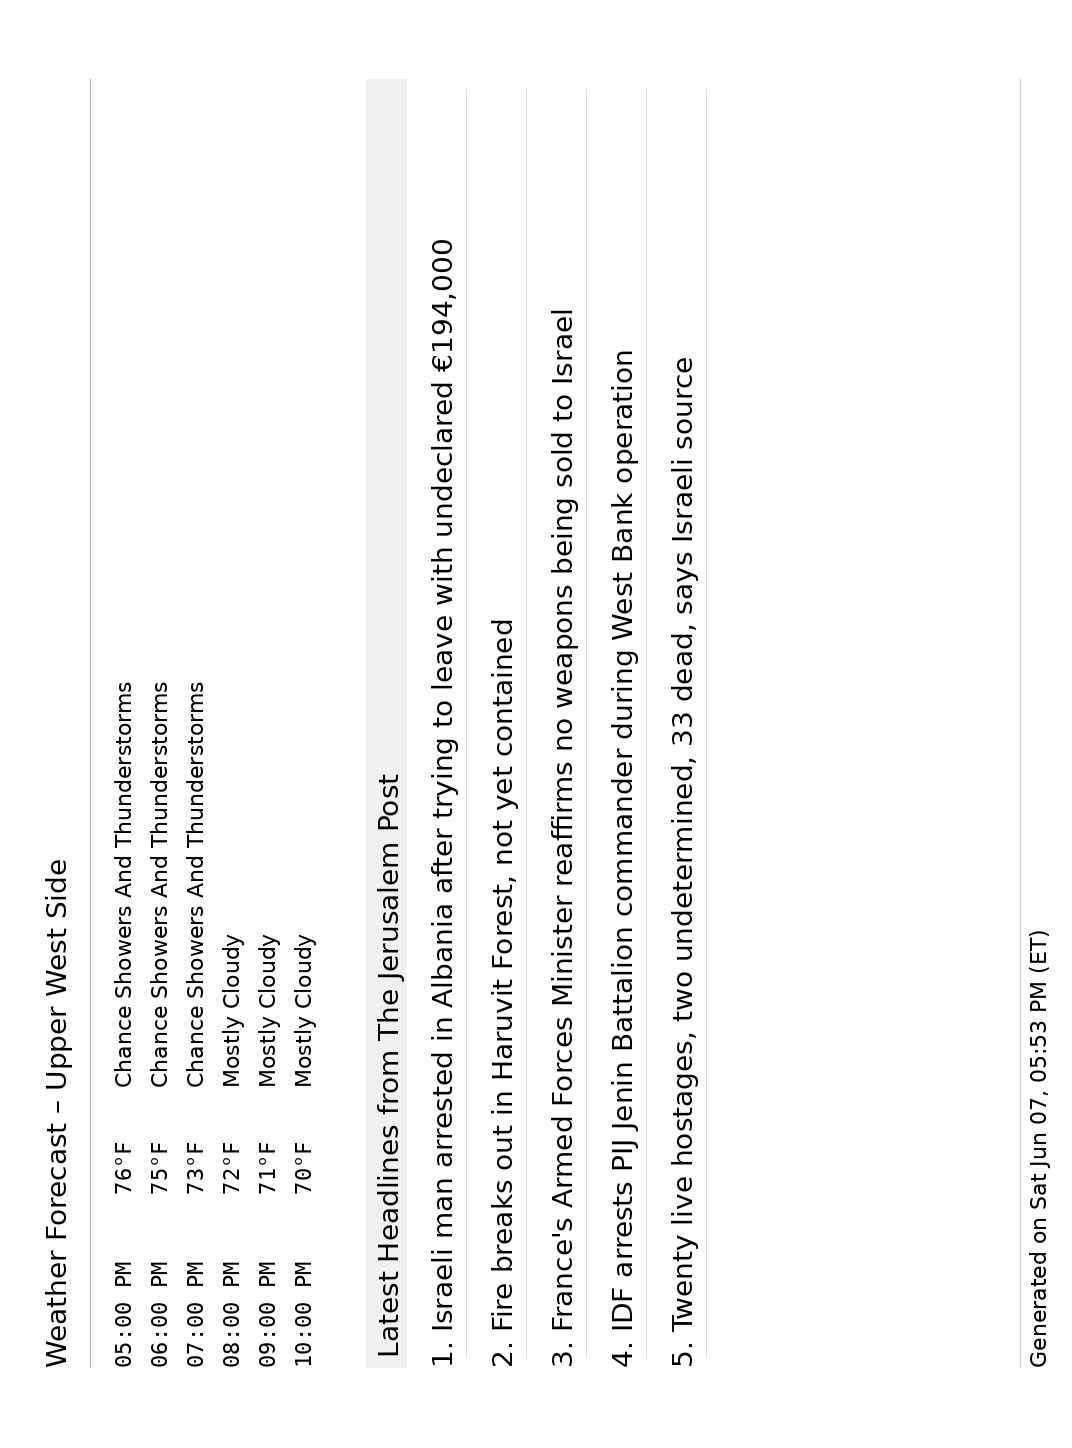 Weather Forecast – Upper West Side
05:00 PM 76°F Chance Showers And Thunderstorms
06:00 PM 75°F Chance Showers And Thunderstorms
07:00 PM 73°F Chance Showers And Thunderstorms
08:00 PM 72°F Mostly Cloudy
09:00 PM 71°F Mostly Cloudy
10:00 PM 70°F Mostly Cloudy
Latest Headlines from The Jerusalem Post
1. Israeli man arrested in Albania after trying to leave with undeclared €194,000
2. Fire breaks out in Haruvit Forest, not yet contained
3. France's Armed Forces Minister reaffirms no weapons being sold to Israel
4. IDF arrests PIJ Jenin Battalion commander during West Bank operation
5. Twenty live hostages, two undetermined, 33 dead, says Israeli source
Generated on Sat Jun 07, 05:53 PM (ET)